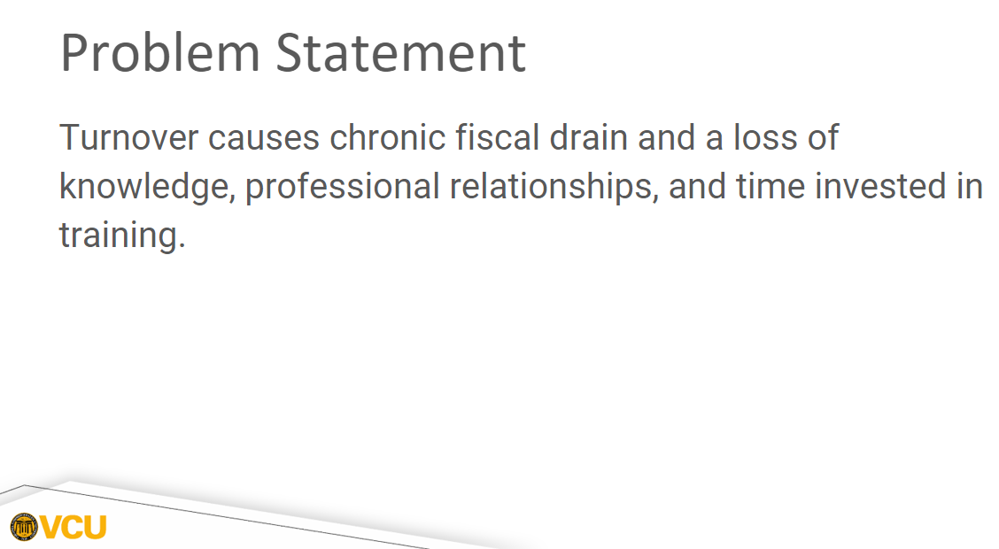 Problem Statement
Turnover causes chronic fiscal drain and a loss of
knowledge, professional relationships, and time invested in
training.
VCU